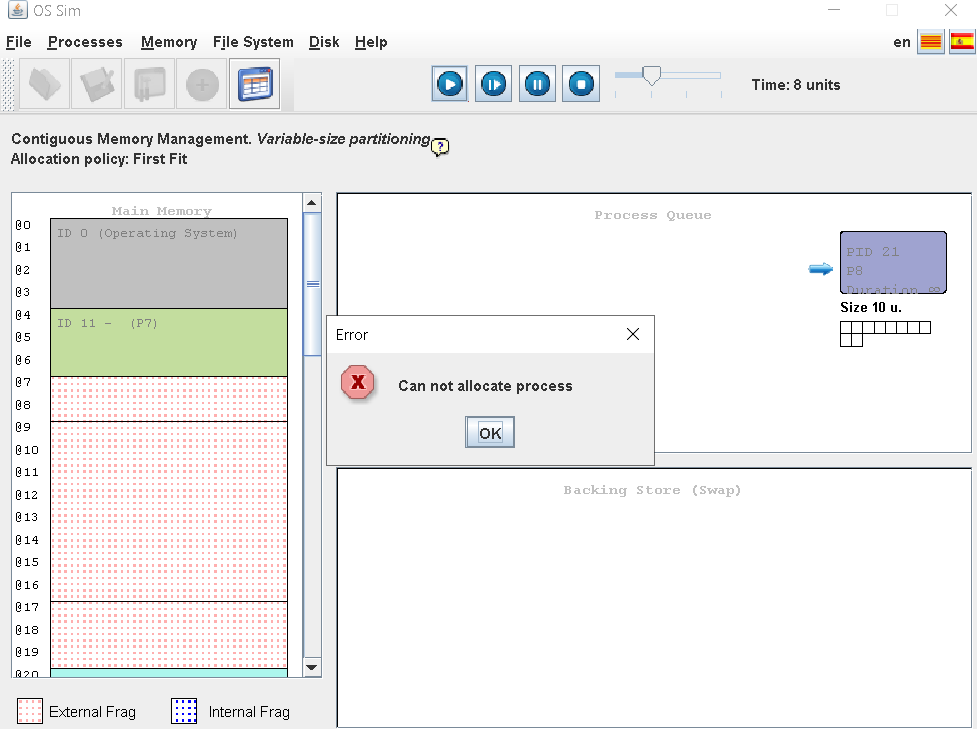 OS Sim
File Processes Memory File System Disk Help
en
Time: 8 units
Contiguous Memory Management. Variable-size partitioning
?
Allocation policy: First Fit
Main Memory
@0
ID 0 (Operating System)
@1
@2
@3
@4
ID 11 - (P7)
@5
@6
@7
@8
@9
@10
@11
@12
@13
@14
@15
@16
@17
@18
@19
@20
External Frag
Internal Frag
Process Queue
PID 21
P8
Duration ∞
Size 10 u.
Error
X
Can not allocate process
OK
Backing Store (Swap)